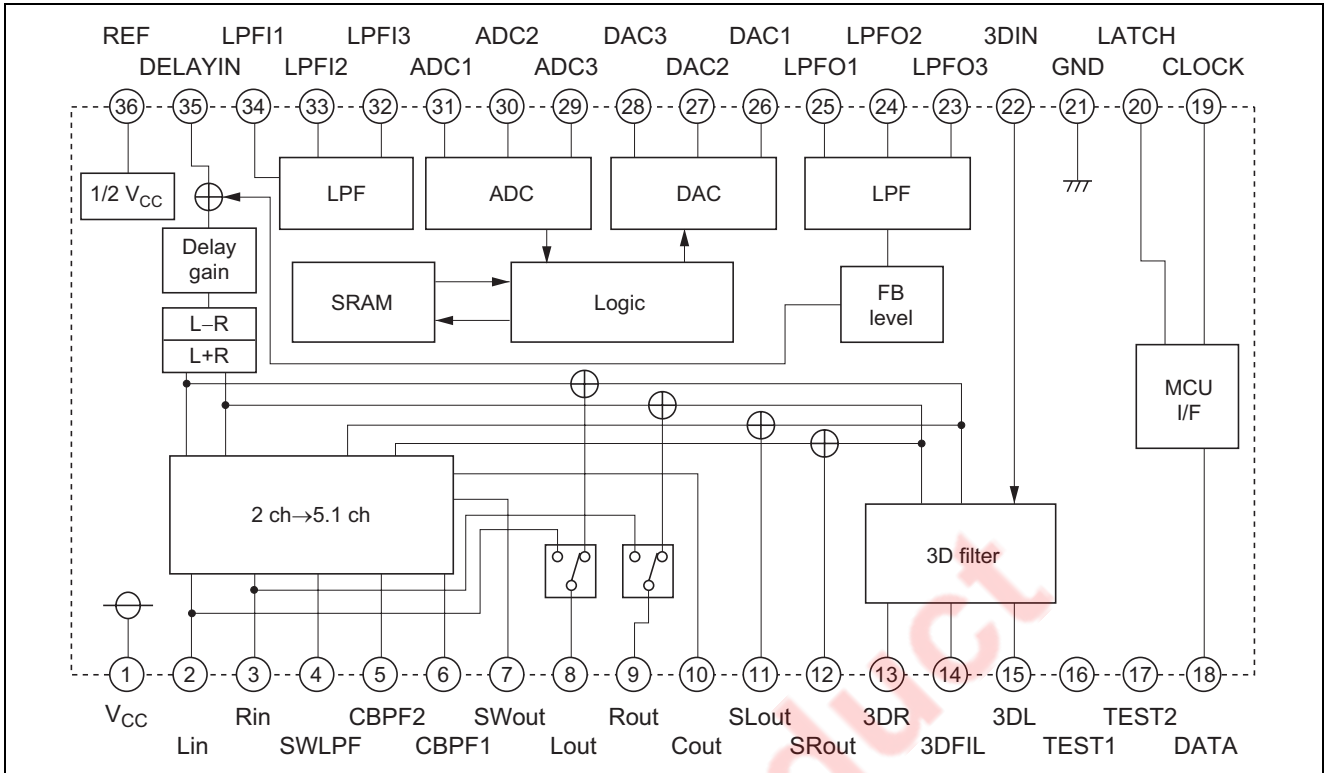 REF LPFI1 LPFI3 ADC2 DAC3 DAC1 LPFO2 3DIN LATCH
DELAYIN LPFI2 ADC1 ADC3 DAC2 LPFO1 LPFO3 GND CLOCK
36 35 34 33 32 31 30 29 28 27 26 25 24 23 22 21 20 19
1/2 VCC
LPF
ADC
DAC
LPF
Delay
gain
SRAM
Logic
FB
level
L−R
L+R
MCU
I/F
2 ch→5.1 ch
3D filter
1 2 3 4 5 6 7 8 9 10 11 12 13 14 15 16 17 18
VCC Rin CBPF2 SWout Rout SLout 3DR 3DL TEST2
Lin SWLPF CBPF1 Lout Cout SRout 3DFIL TEST1 DATA
duct